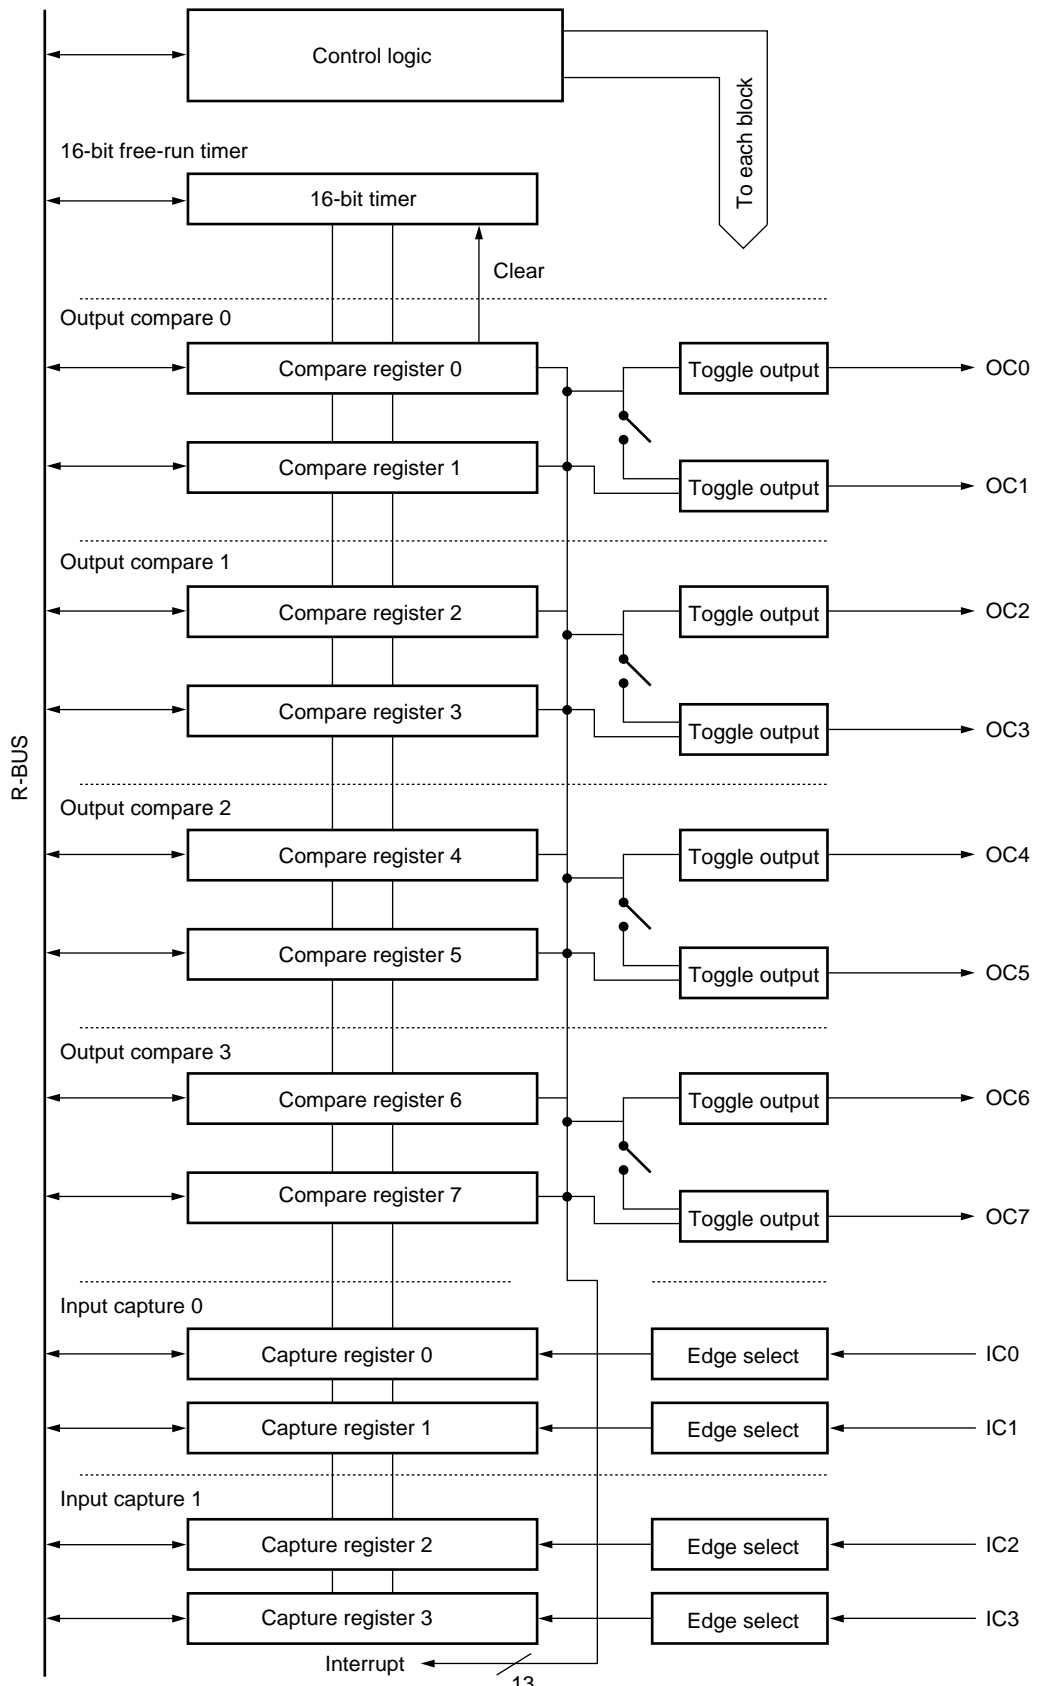 Control logic
To each block
16-bit free-run timer
16-bit timer
Clear
Output compare 0
Compare register 0
Toggle output
OC0
Compare register 1
Toggle output
OC1
Output compare 1
Compare register 2
Toggle output
OC2
Compare register 3
Toggle output
OC3
R-BUS
Output compare 2
Compare register 4
Toggle output
OC4
Compare register 5
Toggle output
OC5
Output compare 3
Compare register 6
Toggle output
OC6
Compare register 7
Toggle output
OC7
Input capture 0
Capture register 0
Edge select
IC0
Capture register 1
Edge select
IC1
Input capture 1
Capture register 2
Edge select
IC2
Capture register 3
Edge select
IC3
Interrupt
13